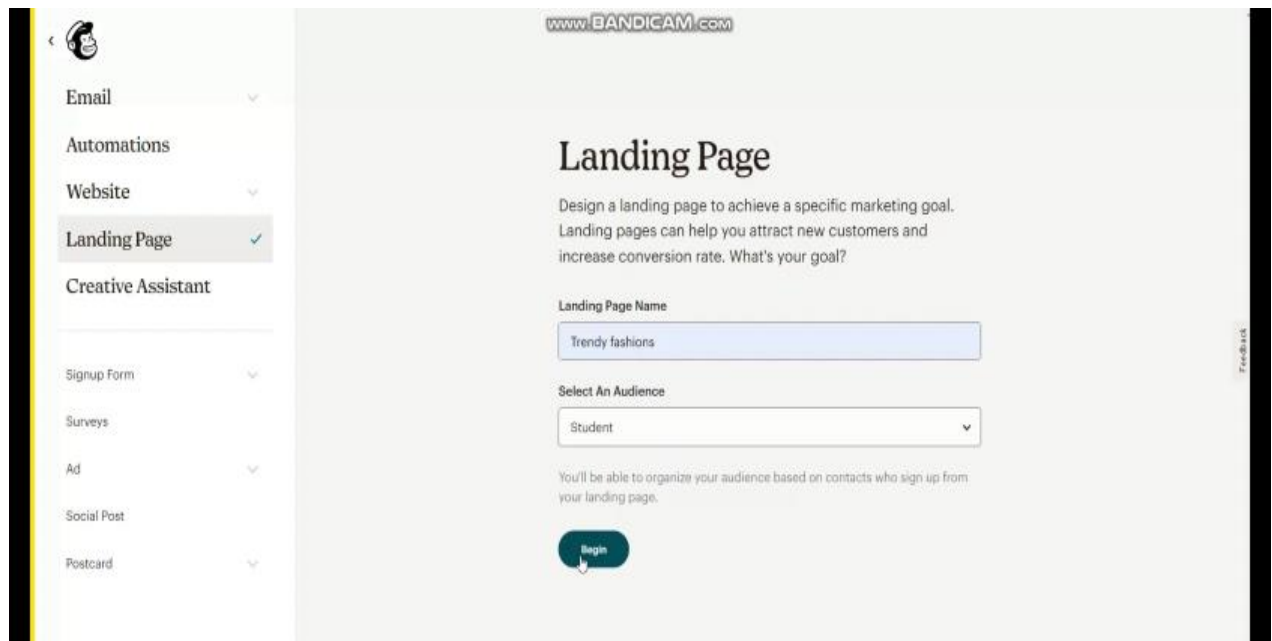 www.BANDICAM.com
Email
Automations
Website
Landing Page
Creative Assistant
Signup Form
Surveys
Ad
Social Post
Postcard
Landing Page
Design a landing page to achieve a specific marketing goal.
Landing pages can help you attract new customers and
increase conversion rate. What's your goal?
Landing Page Name
Trendy fashions
Select An Audience
Student
You'll be able to organize your audience based on contacts who sign up from
your landing page.
Begin
Feedback